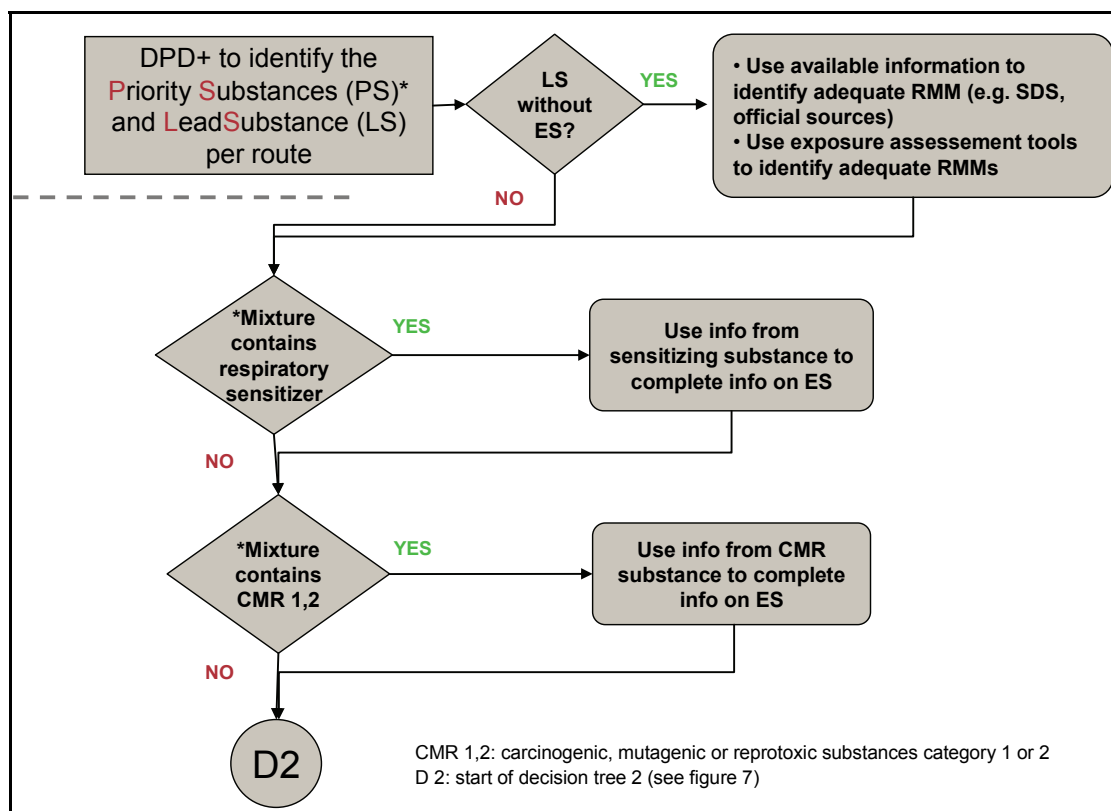 DPD+ to identify the
Priority Substances (PS)*
and LeadSubstance (LS)
per route
LS
without
ES?
YES
• Use available information to
identify adequate RMM (e.g. SDS,
official sources)
• Use exposure assessement tools
to identify adequate RMMs
NO
*Mixture
contains
respiratory
sensitizer
YES
Use info from
sensitizing substance to
complete info on ES
NO
*Mixture
contains
CMR 1,2
YES
Use info from CMR
substance to complete
info on ES
NO
D2
CMR 1,2: carcinogenic, mutagenic or reprotoxic substances category 1 or 2
D 2: start of decision tree 2 (see figure 7)